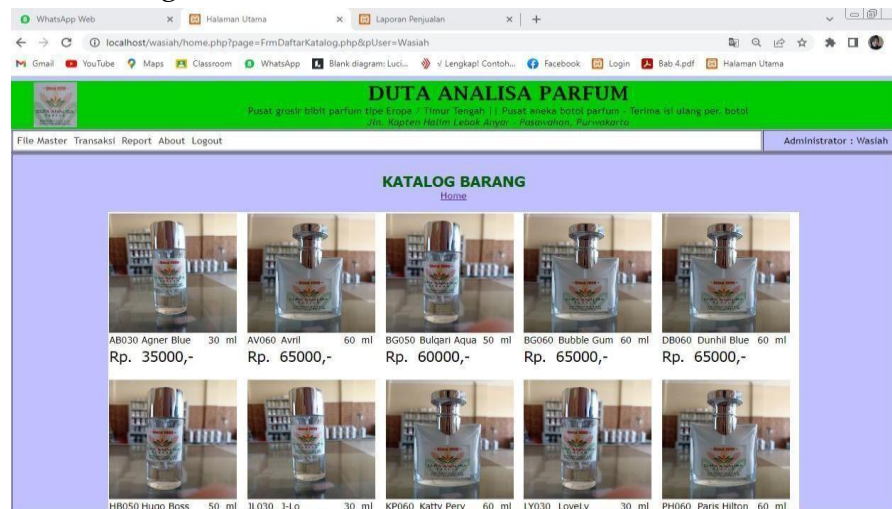 WhatsApp Web Halaman Utama Laporan Penjualan
localhost/wasiah/home.php?page=FrmDaftarKatalog.php&pUser=Wasiah
Gmail YouTube Maps Classroom WhatsApp Blank diagram: Luci... √ Lengkap! Contoh... Facebook Login Bab 4.pdf Halaman Utama
DUTA ANALISA PARFUM
Pusat grosir bibit parfum tipe Eropa / Timur Tengah || Pusat aneka botol parfum - Terima isi ulang per. botol
Jln. Kapten Halim Lebak Anyar - Pasawahan, Purwakarta
File Master Transaksi Report About Logout Administrator : Wasiah
KATALOG BARANG
Home
AB030 Agner Blue 30 ml AV060 Avril 60 ml BG050 Bulqari Aqua 50 ml BG060 Bubble Gum 60 ml DB060 Dunhil Blue 60 ml
Rp. 35000,- Rp. 65000,- Rp. 60000,- Rp. 65000,- Rp. 65000,-
HB050 Hugo Boss 50 ml JL030 J-Lo 30 ml KP060 Katty Pery 60 ml LY030 Lovely 30 ml PH060 Paris Hilton 60 ml